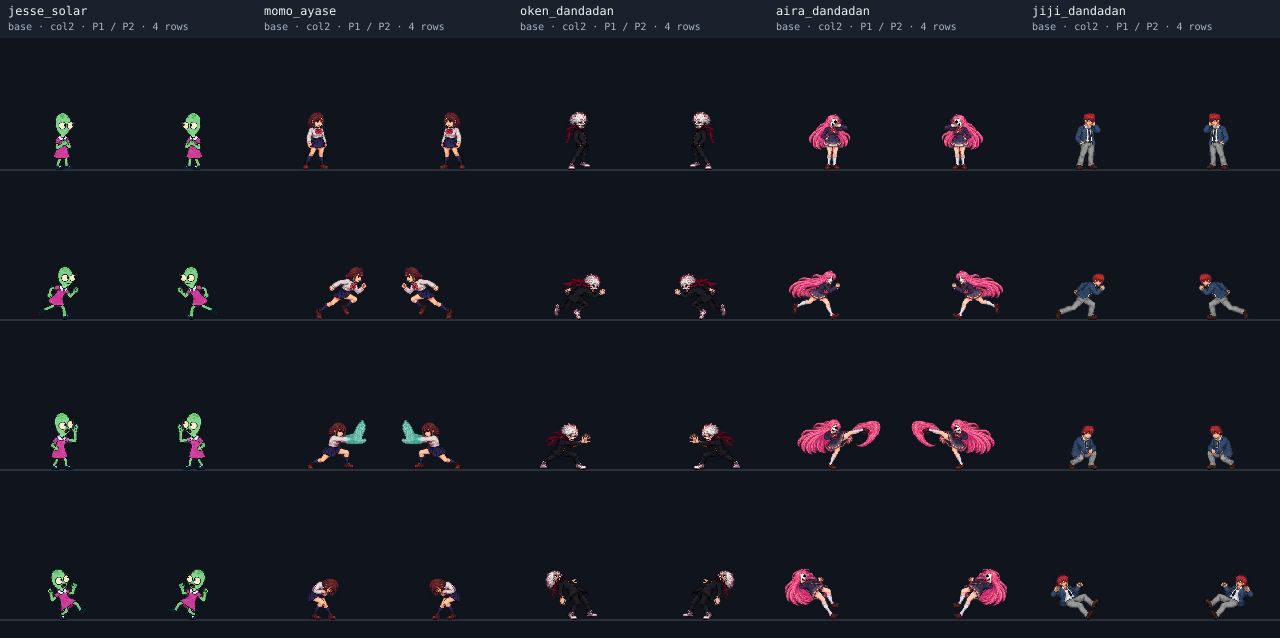 jesse_solar
base · col2 · P1 / P2 · 4 rows
momo_ayase
base · col2 · P1 / P2 · 4 rows
oken_dandadan
base · col2 · P1 / P2 · 4 rows
aira_dandadan
base · col2 · P1 / P2 · 4 rows
jiji_dandadan
base · col2 · P1 / P2 · 4 rows